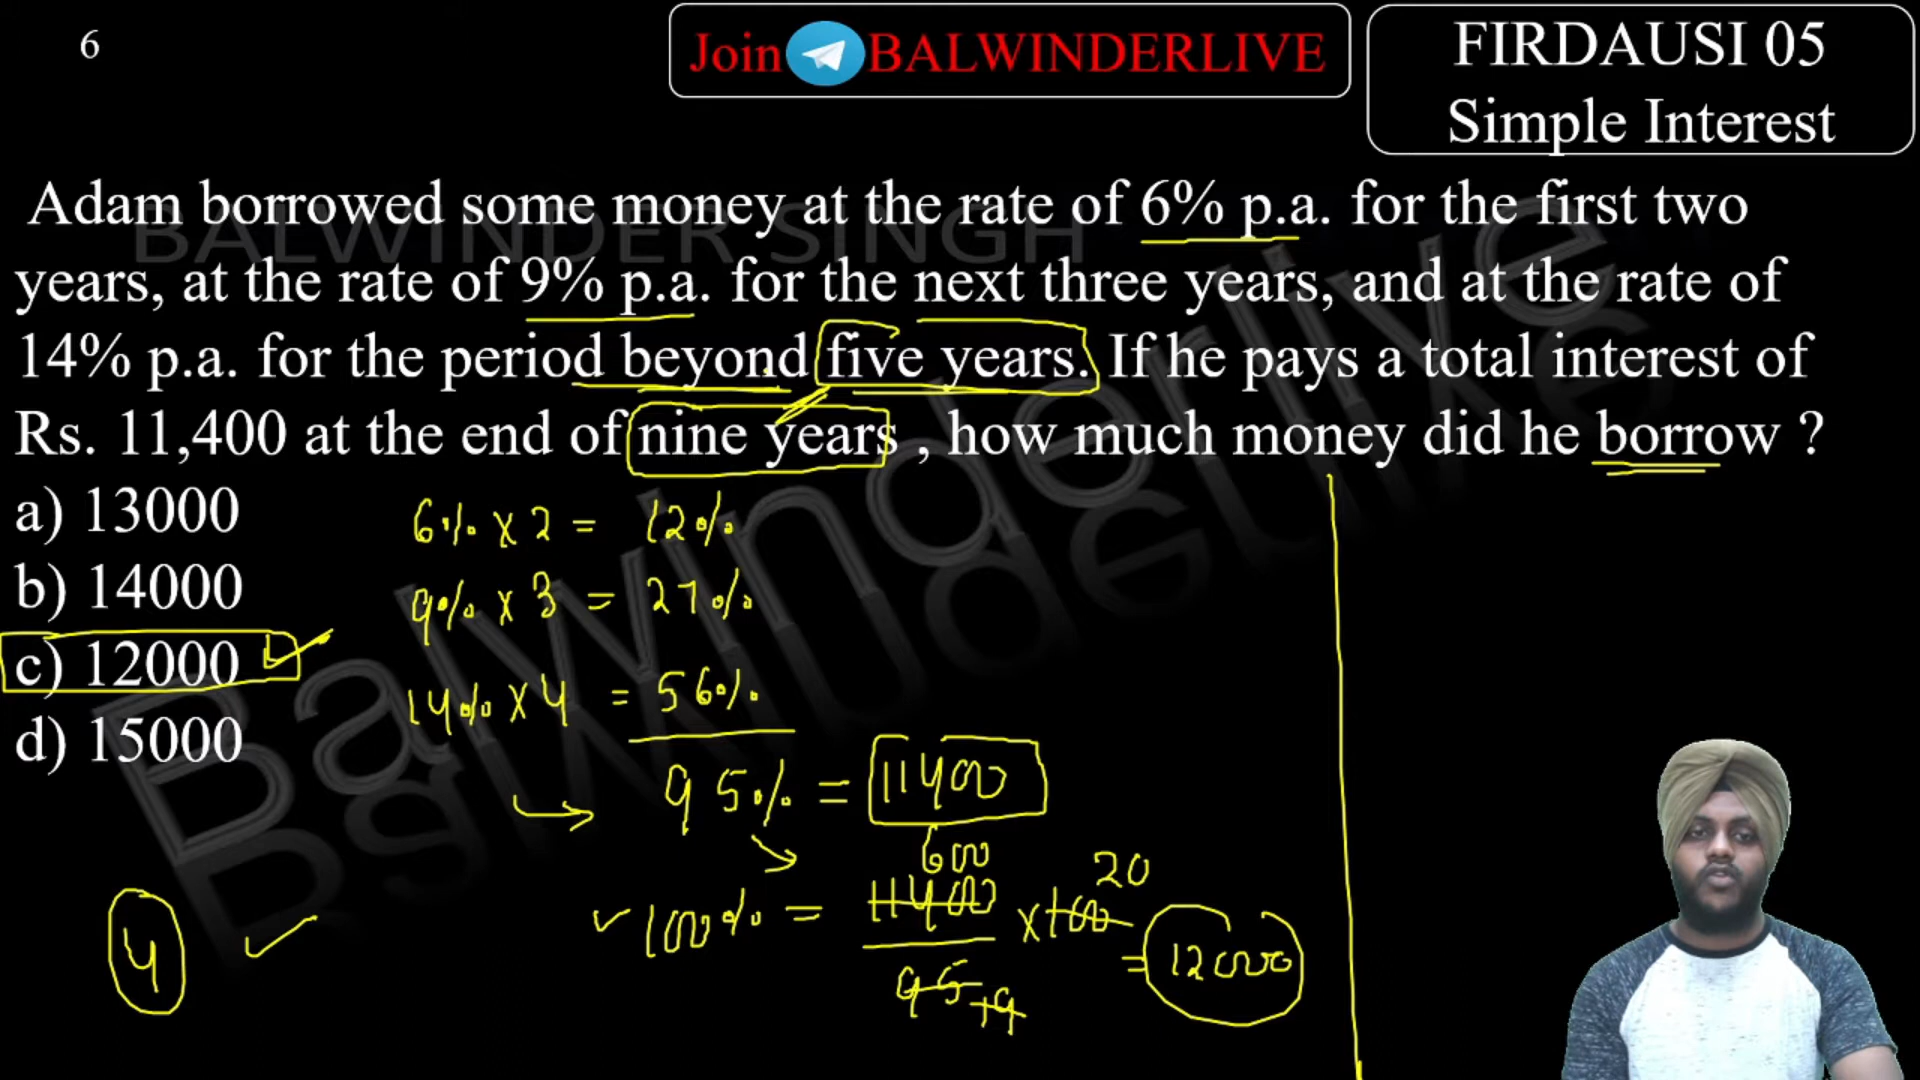 6
Join BALWINDERLIVE
FIRDAUSI 05
Simple Interest
Adam borrowed some money at the rate of 6% p.a. for the first two
years, at the rate of 9% p.a. for the next three years, and at the rate of
14% p.a. for the period beyond five years. If he pays a total interest of
Rs. 11,400 at the end of nine years , how much money did he borrow ?
BALWINDER SINGH
Balwinderlive
a) 13000
b) 14000
c) 12000
d) 15000
6% x 2 = 12%
9% x 3 = 27%
14% x 4 = 56%
95% = 11400
600
20
100% = 11400 x 100
= 12000
95 19
4